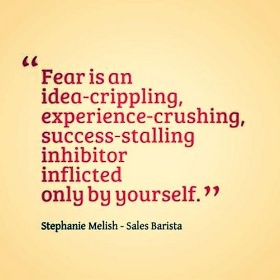 “Fear is an
idea-crippling,
experience-crushing,
success-stalling
inhibitor
inflicted
only by yourself.”
Stephanie Melish - Sales Barista